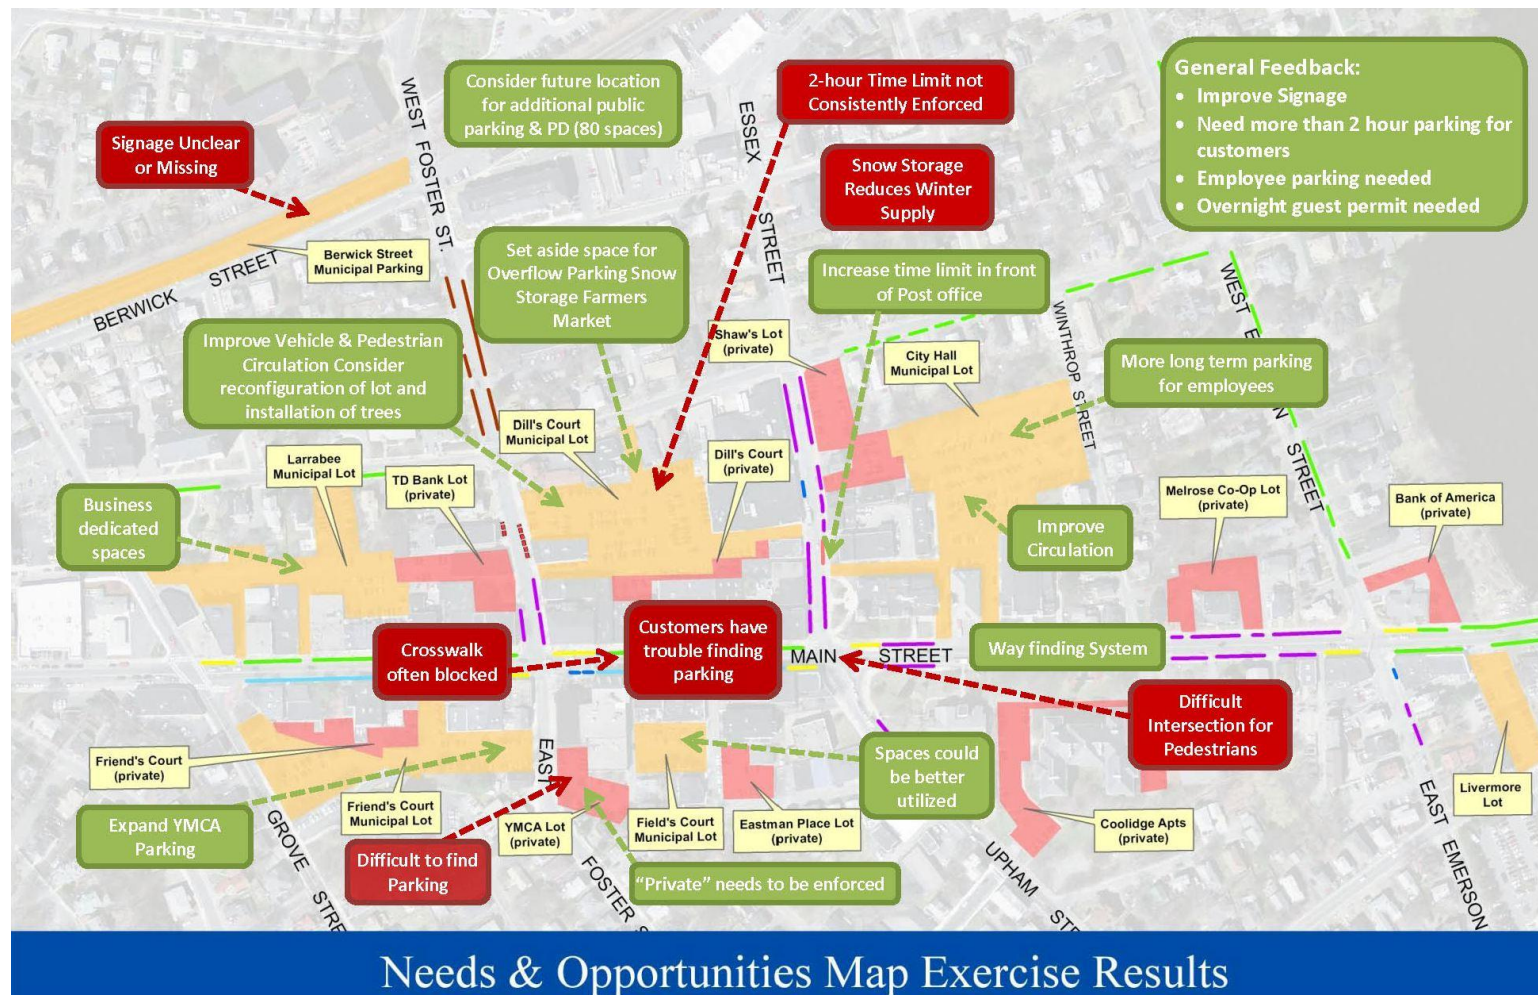 Consider future location
for additional public
parking & PD (80 spaces)
2-hour Time Limit not
Consistently Enforced
General Feedback:
• Improve Signage
• Need more than 2 hour parking for
customers
• Employee parking needed
• Overnight guest permit needed
Signage Unclear
or Missing
WEST FOSTER ST.
ESSEX STREET
Snow Storage
Reduces Winter
Supply
Berwick Street
Municipal Parking
BERWICK STREET
Set aside space for
Overflow Parking Snow
Storage Farmers
Market
Increase time limit in front
of Post office
Improve Vehicle & Pedestrian
Circulation Consider
reconfiguration of lot and
installation of trees
Shaw's Lot
(private)
City Hall
Municipal Lot
WINTHROP STREET
More long term parking
for employees
STREET
Dill's Court
Municipal Lot
Larrabee
Municipal Lot
TD Bank Lot
(private)
Dill's Court
(private)
Melrose Co-Op Lot
(private)
Bank of America
(private)
Business
dedicated
spaces
Improve
Circulation
Crosswalk
often blocked
Customers have
trouble finding
parking
MAIN STREET
Way finding System
Difficult
Intersection for
Pedestrians
Friend's Court
(private)
EAST
Spaces could
be better
utilized
Friend's Court
Municipal Lot
YMCA Lot
(private)
Field's Court
Municipal Lot
Eastman Place Lot
(private)
Coolidge Apts
(private)
Livermore
Lot
Expand YMCA
Parking
Difficult to find
Parking
"Private" needs to be enforced
GROVE
FOSTER
UPHAM
EAST EMERSON
Needs & Opportunities Map Exercise Results